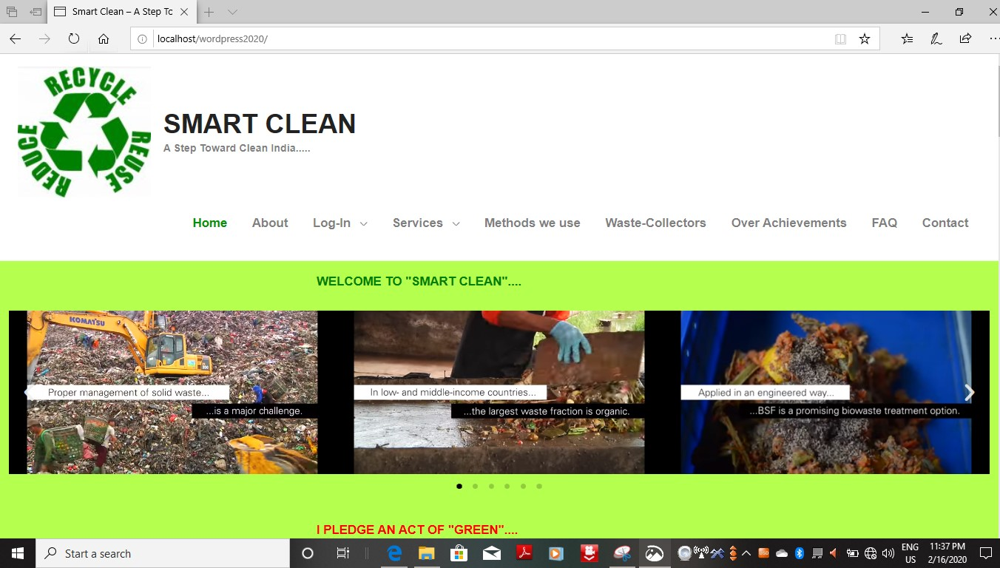 Smart Clean – A Step To
localhost/wordpress2020/
RECYCLE
REDUCE
REUSE
SMART CLEAN
A Step Toward Clean India.....
Home About Log-In Services Methods we use Waste-Collectors Over Achievements FAQ Contact
WELCOME TO "SMART CLEAN"....
KOMATSU
Proper management of solid waste...
...is a major challenge.
In low- and middle-income countries...
...the largest waste fraction is organic.
Applied in an engineered way...
...BSF is a promising biowaste treatment option.
I PLEDGE AN ACT OF "GREEN"....
Start a search
ENG
US
11:37 PM
2/16/2020